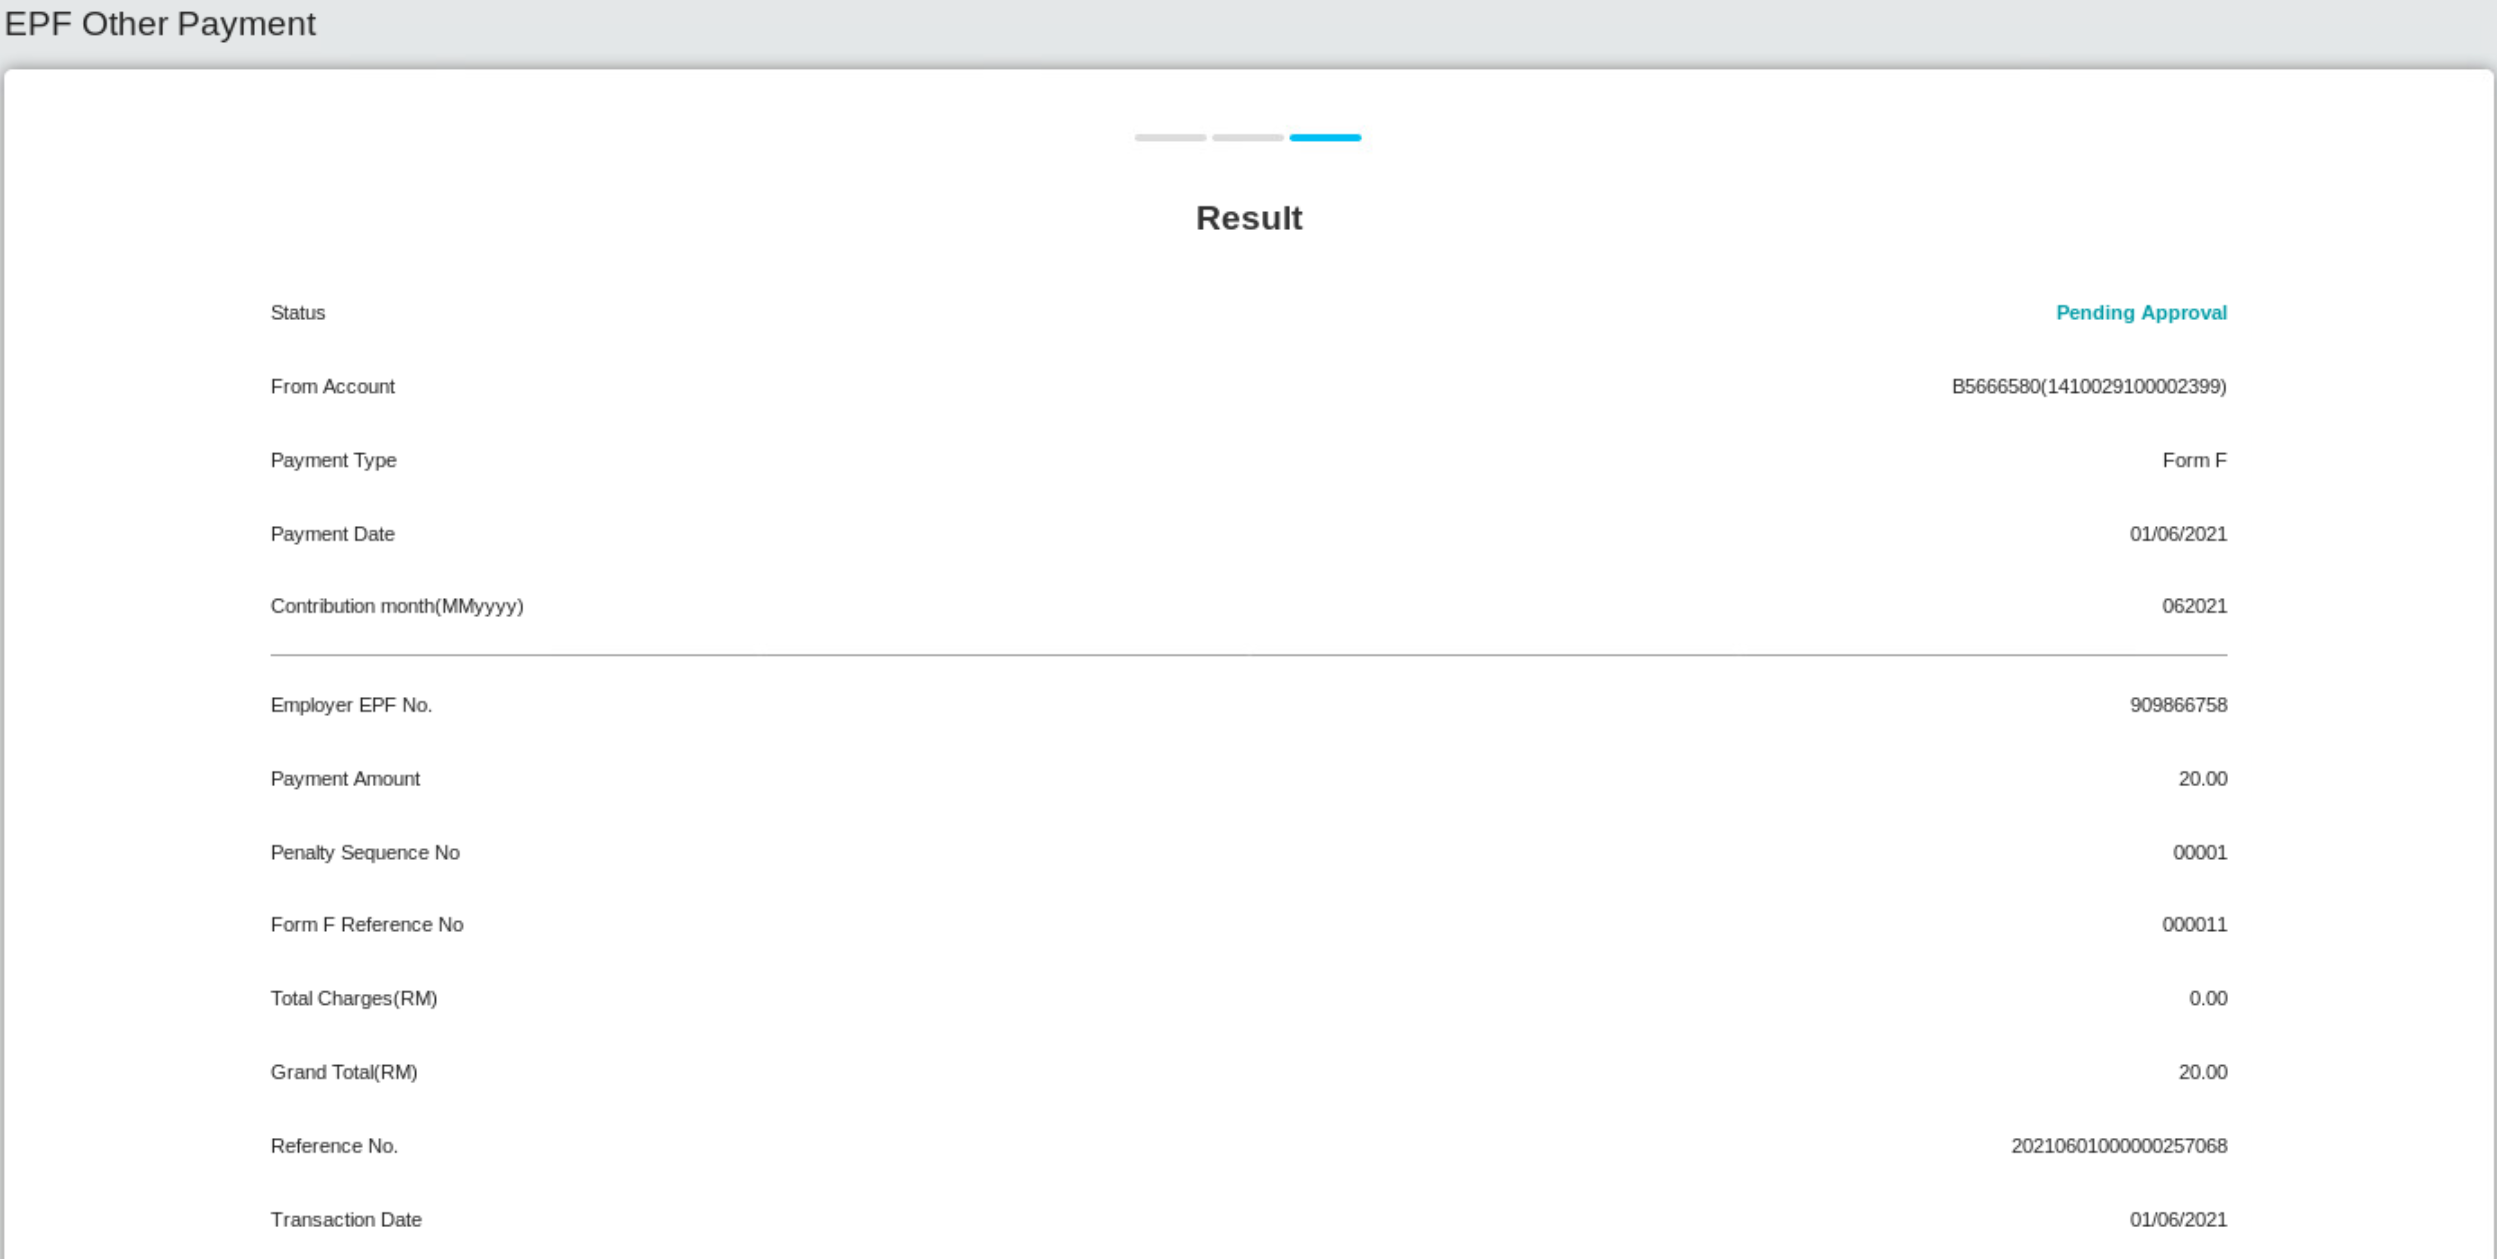 EPF Other Payment
Result
Status Pending Approval
From Account B5666580(1410029100002399)
Payment Type Form F
Payment Date 01/06/2021
Contribution month(MMyyyy) 062021
Employer EPF No. 909866758
Payment Amount 20.00
Penalty Sequence No 00001
Form F Reference No 000011
Total Charges(RM) 0.00
Grand Total(RM) 20.00
Reference No. 20210601000000257068
Transaction Date 01/06/2021